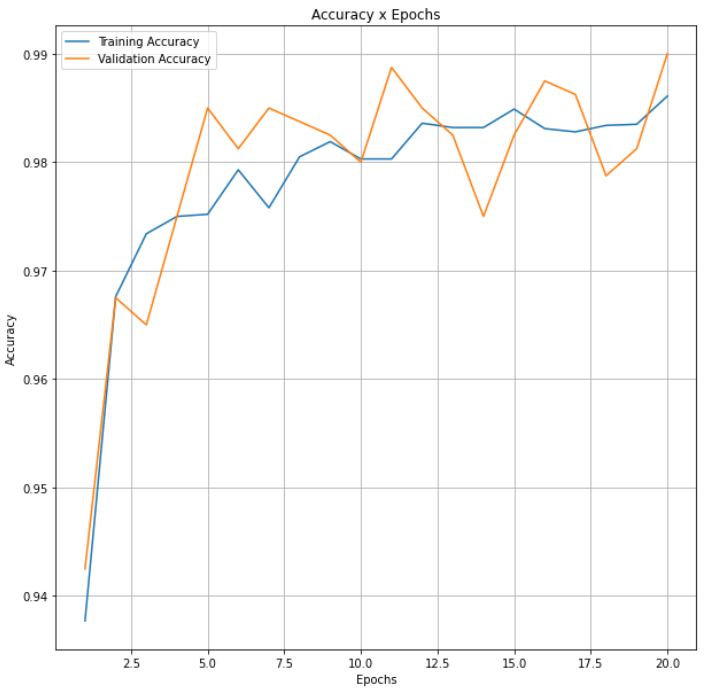 Accuracy x Epochs
Training Accuracy
Validation Accuracy
0.99
0.98
0.97
0.96
0.95
0.94
Accuracy
2.5 5.0 7.5 10.0 12.5 15.0 17.5 20.0
Epochs